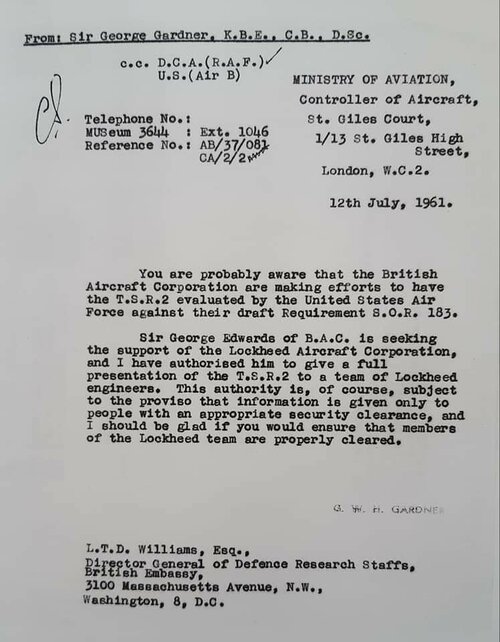 From: Sir George Gardner, K.B.E., C.B., D.Sc.
c.c. D.C.A.(R.A.F.)✓
U.S.(Air B)
MINISTRY OF AVIATION,
Controller of Aircraft,
St. Giles Court,
1/13 St. Giles High
Street,
London, W.C.2.
Telephone No.:
MUSeum 3644 : Ext. 1046
Reference No.: AB/37/081
CA/2/2
12th July, 1961.
You are probably aware that the British
Aircraft Corporation are making efforts to have
the T.S.R.2 evaluated by the United States Air
Force against their draft Requirement S.O.R. 183.
Sir George Edwards of B.A.C. is seeking
the support of the Lockheed Aircraft Corporation,
and I have authorised him to give a full
presentation of the T.S.R.2 to a team of Lockheed
engineers. This authority is, of course, subject
to the proviso that information is given only to
people with an appropriate security clearance, and
I should be glad if you would ensure that members
of the Lockheed team are properly cleared.
G. W. H. GARDNER
L.T.D. Williams, Esq.,
Director General of Defence Research Staffs,
British Embassy,
3100 Massachusetts Avenue, N.W.,
Washington, 8, D.C.